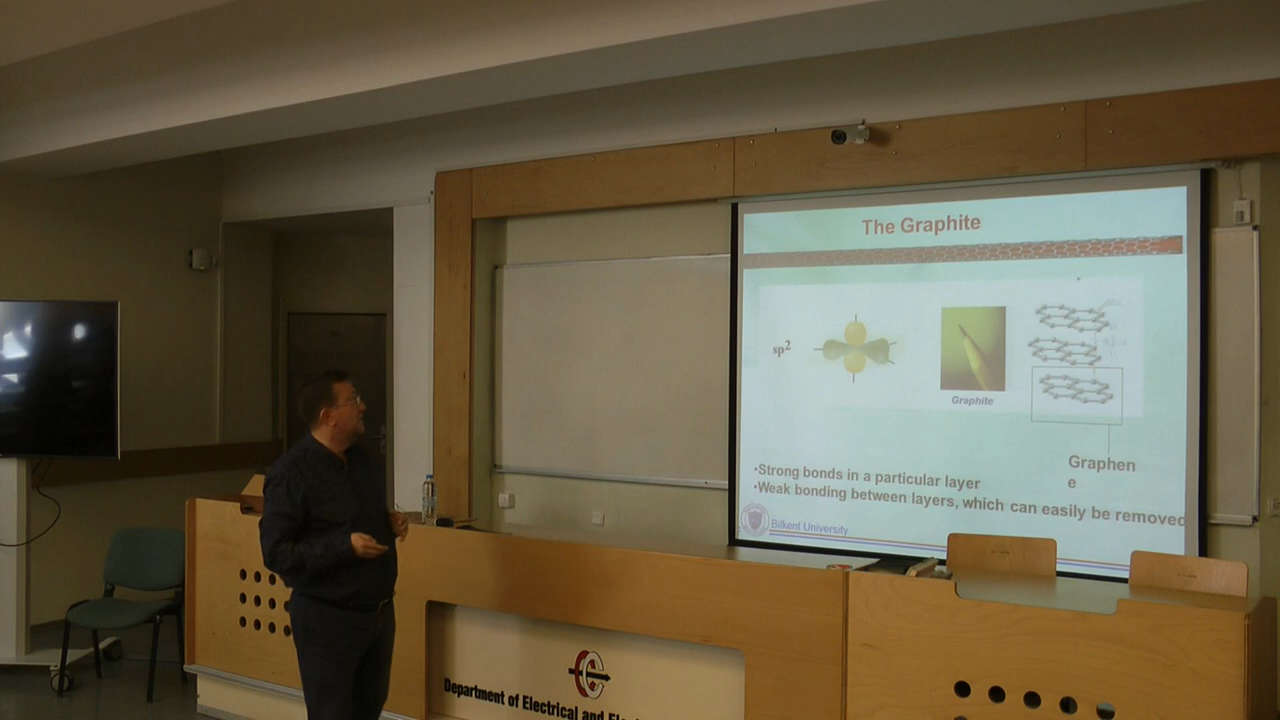 The Graphite
sp2
Graphite
Graphen
e
•Strong bonds in a particular layer
•Weak bonding between layers, which can easily be removed
Bilkent University
Department of Electrical and